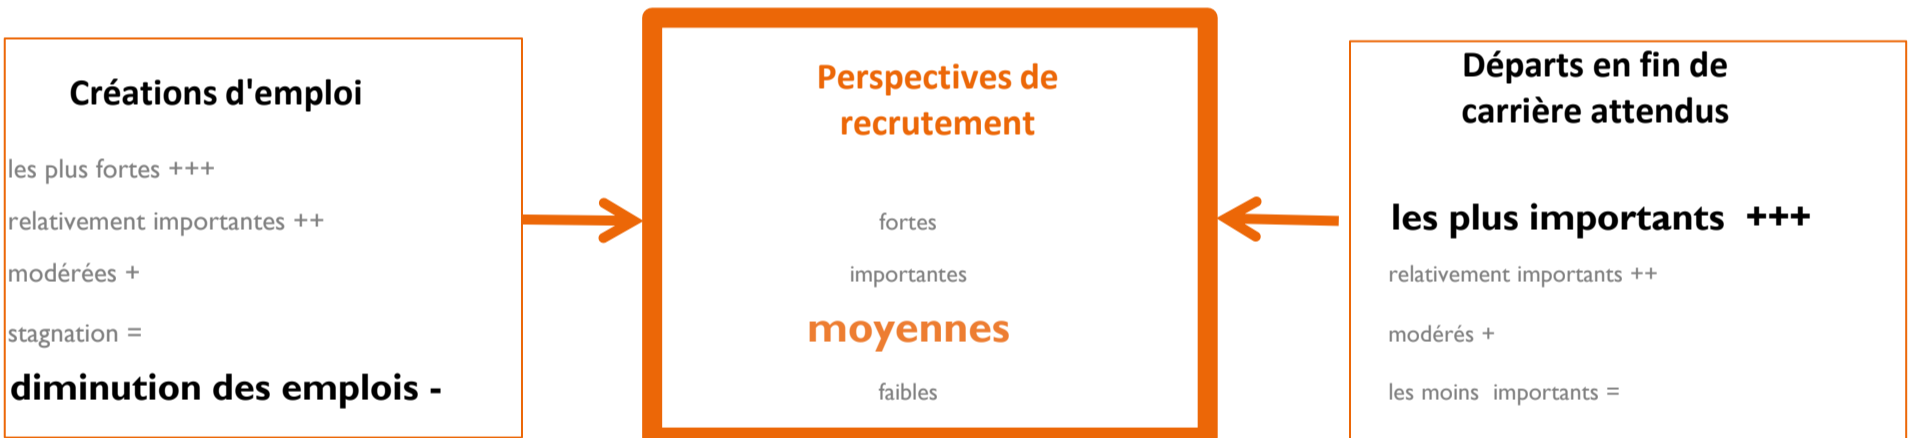 Créations d'emploi
les plus fortes +++
relativement importantes ++
modérées +
stagnation =
diminution des emplois -
Perspectives de
recrutement
fortes
importantes
moyennes
faibles
Départs en fin de
carrière attendus
les plus importants +++
relativement importants ++
modérés +
les moins importants =